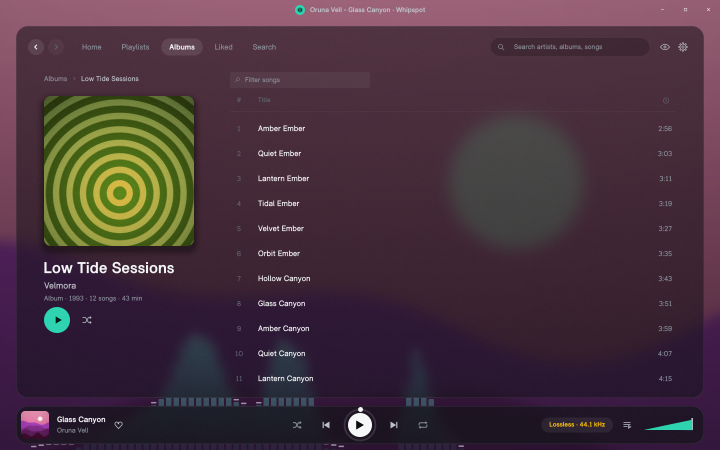 Oruna Vell - Glass Canyon · Whipspot
Home Playlists Albums Liked Search
Search artists, albums, songs
Albums › Low Tide Sessions
Filter songs
# Title
1 Amber Ember 2:56
2 Quiet Ember 3:03
3 Lantern Ember 3:11
4 Tidal Ember 3:19
5 Velvet Ember 3:27
6 Orbit Ember 3:35
7 Hollow Canyon 3:43
8 Glass Canyon 3:51
9 Amber Canyon 3:59
10 Quiet Canyon 4:07
11 Lantern Canyon 4:15
Low Tide Sessions
Velmora
Album · 1993 · 12 songs · 43 min
Glass Canyon
Oruna Vell
Lossless · 44.1 kHz